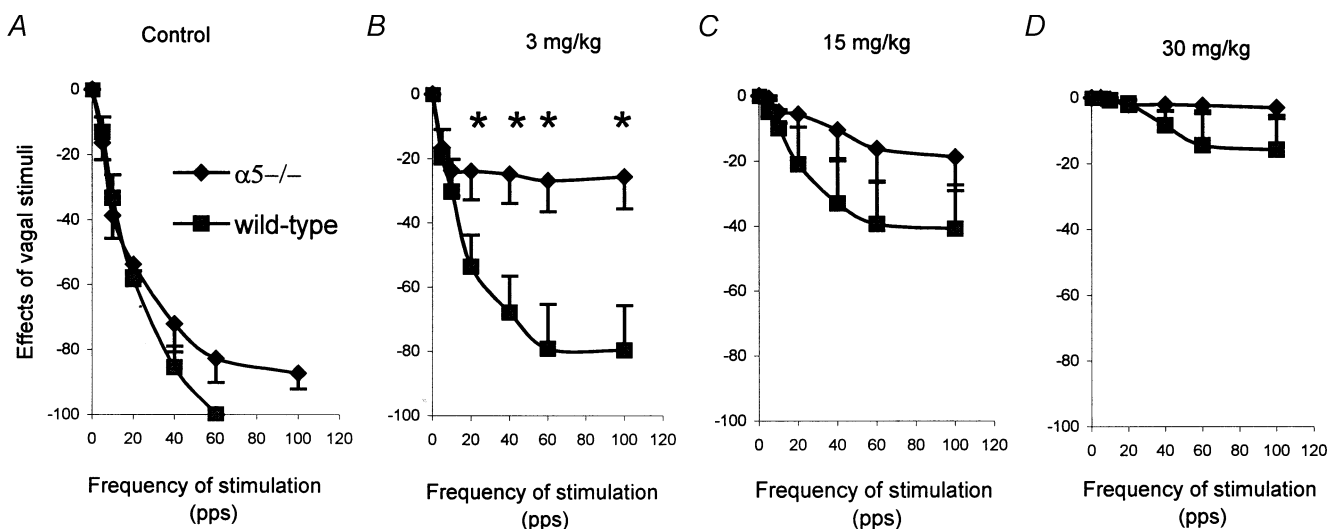 A
Control
B
3 mg/kg
C
15 mg/kg
D
30 mg/kg
Effects of vagal stimuli
0
-20
-40
-60
-80
-100
α5−/−
wild-type
0 20 40 60 80 100 120
Frequency of stimulation
(pps)
0
-20
-40
-60
-80
-100
* * * *
0 20 40 60 80 100 120
Frequency of stimulation
(pps)
0
-20
-40
-60
-80
-100
0 20 40 60 80 100 120
Frequency of stimulation
(pps)
0
-20
-40
-60
-80
-100
0 20 40 60 80 100 120
Frequency of stimulation
(pps)